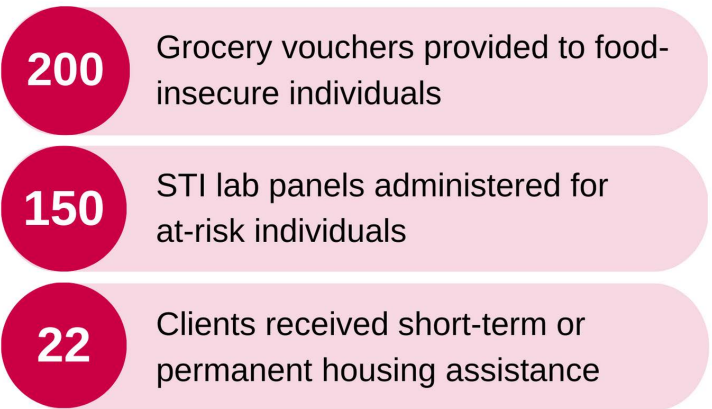 200
Grocery vouchers provided to food-
insecure individuals
150
STI lab panels administered for
at-risk individuals
22
Clients received short-term or
permanent housing assistance